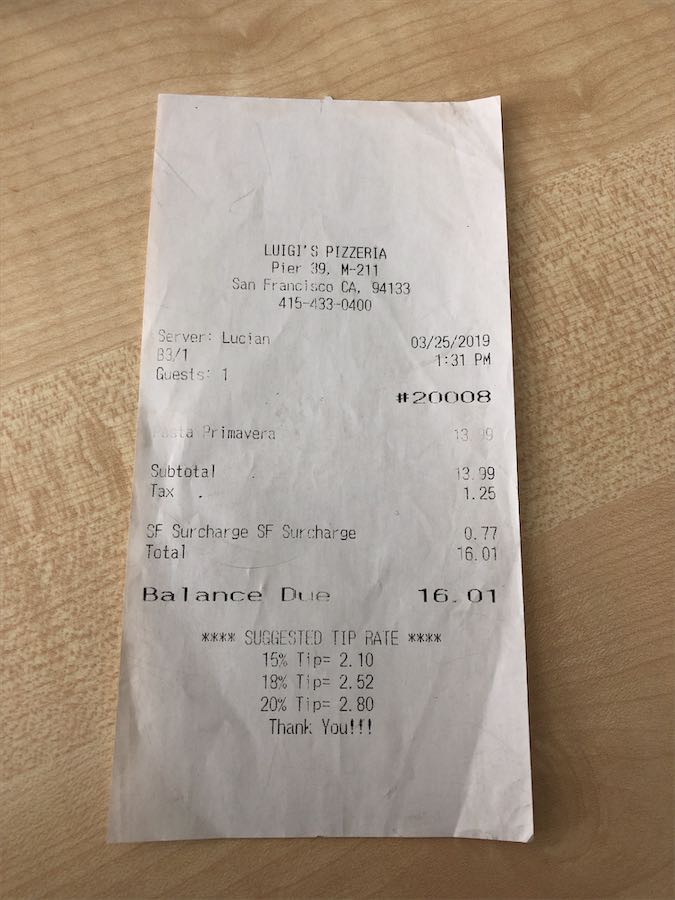 LUIGI'S PIZZERIA
Pier 39, M-211
San Francisco CA, 94133
415-433-0400
Server: Lucian 03/25/2019
B3/1 1:31 PM
Guests: 1
#20008
Pasta Primavera 13.99
Subtotal 13.99
Tax 1.25
SF Surcharge SF Surcharge 0.77
Total 16.01
Balance Due 16.01
**** SUGGESTED TIP RATE ****
15% Tip= 2.10
18% Tip= 2.52
20% Tip= 2.80
Thank You!!!